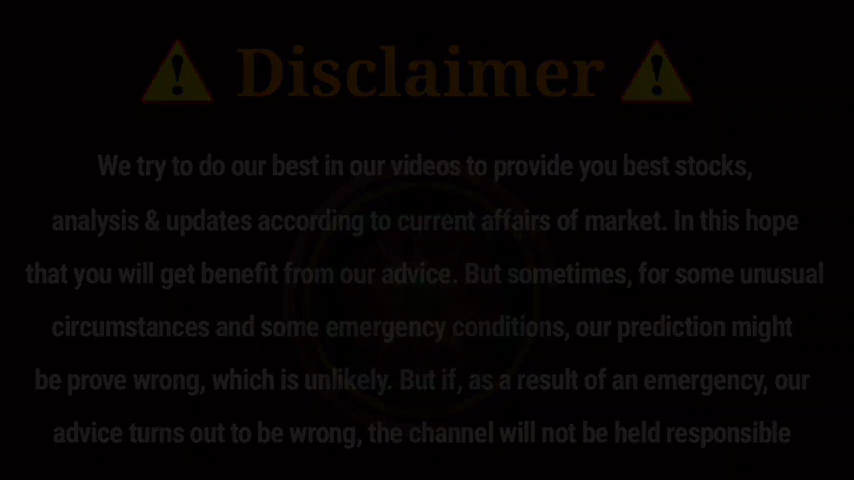 Disclaimer
We try to do our best in our videos to provide you best stocks,
analysis & updates according to current affairs of market. In this hope
that you will get benefit from our advice. But sometimes, for some unusual
circumstances and some emergency conditions, our prediction might
be prove wrong, which is unlikely. But if, as a result of an emergency, our
advice turns out to be wrong, the channel will not be held responsible